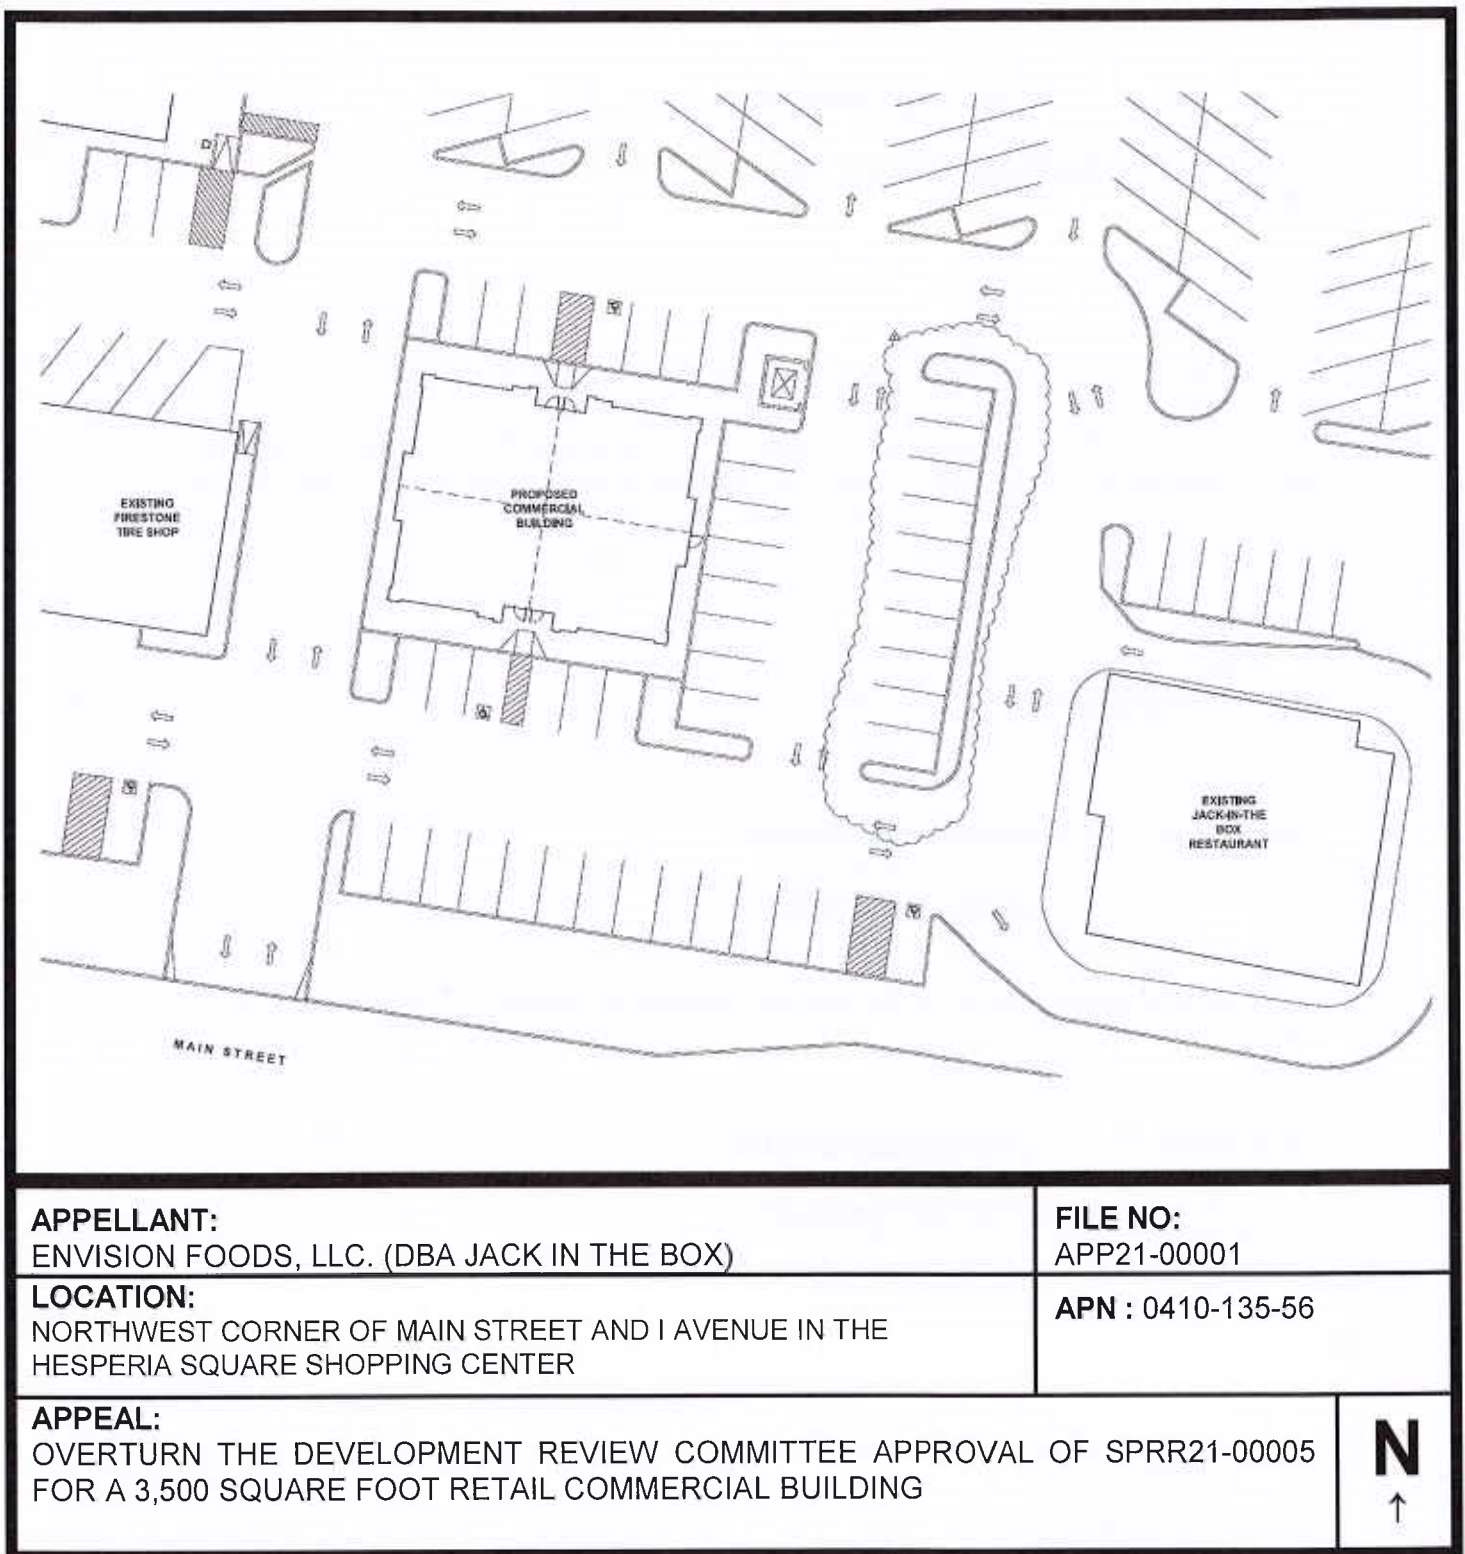 EXISTING
FIRESTONE
TIRE SHOP
PROPOSED
COMMERCIAL
BUILDING
EXISTING
JACK-IN-THE
BOX
RESTAURANT
MAIN STREET
APPELLANT:
ENVISION FOODS, LLC. (DBA JACK IN THE BOX)
FILE NO:
APP21-00001
LOCATION:
NORTHWEST CORNER OF MAIN STREET AND I AVENUE IN THE
HESPERIA SQUARE SHOPPING CENTER
APN : 0410-135-56
APPEAL:
OVERTURN THE DEVELOPMENT REVIEW COMMITTEE APPROVAL OF SPRR21-00005
FOR A 3,500 SQUARE FOOT RETAIL COMMERCIAL BUILDING
N